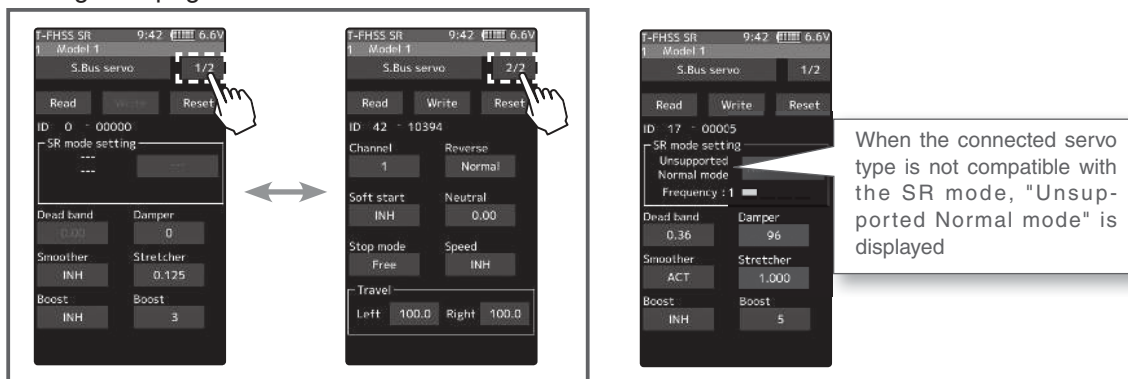 T-FHSS SR 9:42 6.6V
1 Model 1
S.Bus servo 1/2
Read Write Reset
ID 0 - 00000
SR mode setting
---
--- ---
Dead band Damper
0.00 0
Smoother Stretcher
INH 0.125
Boost Boost
INH 3
T-FHSS SR 9:42 6.6V
1 Model 1
S.Bus servo 2/2
Read Write Reset
ID 42 - 10394
Channel Reverse
1 Normal
Soft start Neutral
INH 0.00
Stop mode Speed
Free INH
Travel
Left 100.0 Right 100.0
T-FHSS SR 9:42 6.6V
1 Model 1
S.Bus servo 1/2
Read Write Reset
ID 17 - 00005
SR mode setting
Unsupported
Normal mode
Frequency : 1
Dead band Damper
0.36 96
Smoother Stretcher
ACT 1.000
Boost Boost
INH 5
When the connected servo
type is not compatible with
the SR mode, "Unsup-
ported Normal mode" is
displayed